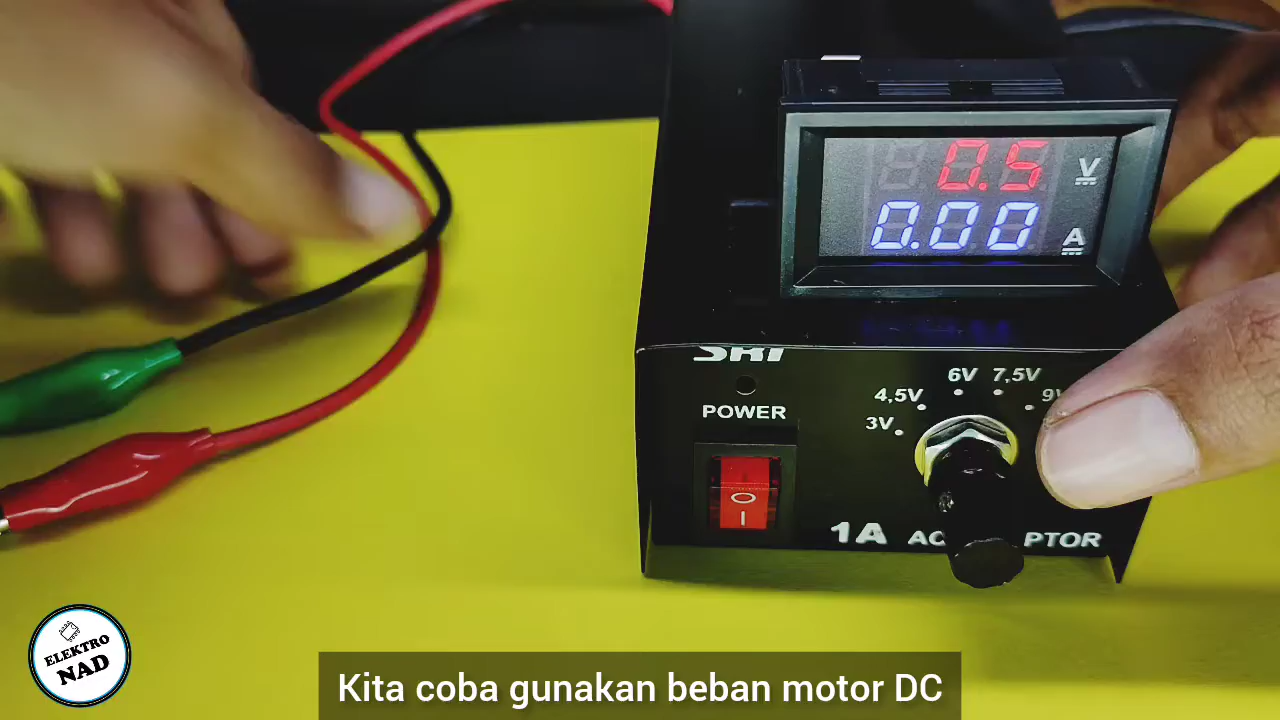 0.5 V
0.00 A
SRI
POWER
3V
4,5V
6V
7,5V
O
I
1A
ELEKTRO
NAD
Kita coba gunakan beban motor DC